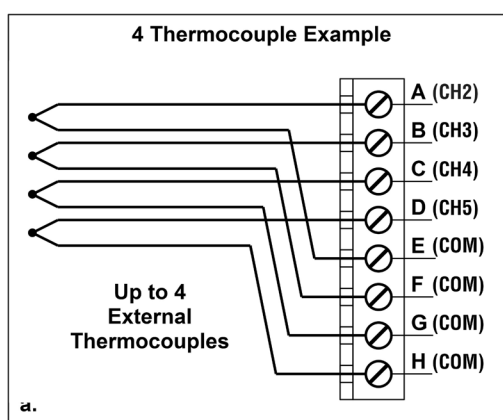 4 Thermocouple Example
A (CH2)
B (CH3)
C (CH4)
D (CH5)
E (COM)
F (COM)
G (COM)
H (COM)
Up to 4
External
Thermocouples
a.